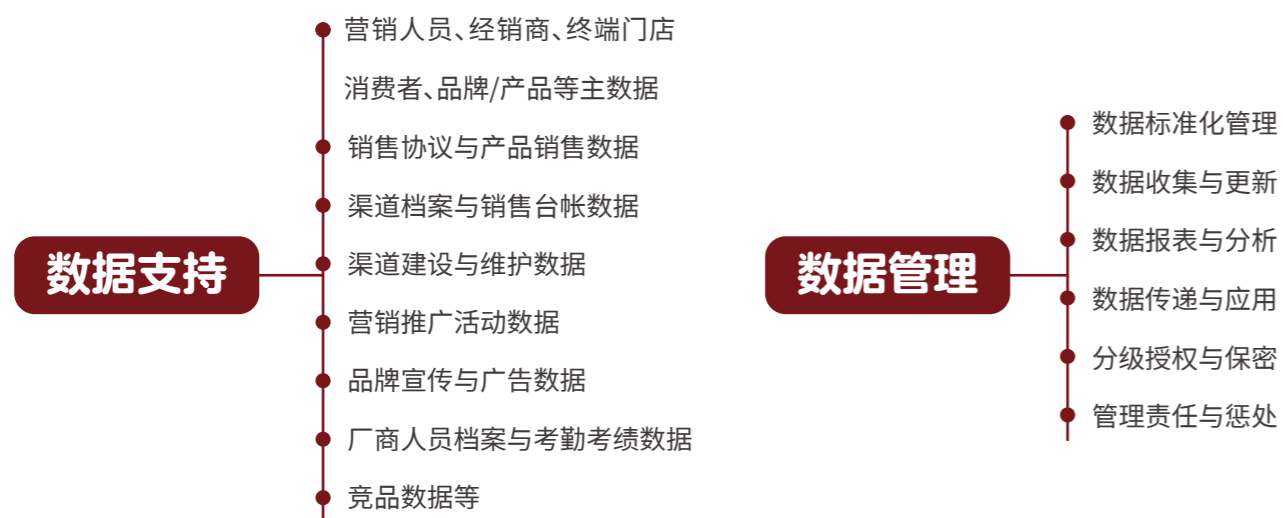 数据支持
营销人员、经销商、终端门店
消费者、品牌/产品等主数据
销售协议与产品销售数据
渠道档案与销售台帐数据
渠道建设与维护数据
营销推广活动数据
品牌宣传与广告数据
厂商人员档案与考勤考绩数据
竞品数据等
数据管理
数据标准化管理
数据收集与更新
数据报表与分析
数据传递与应用
分级授权与保密
管理责任与惩处